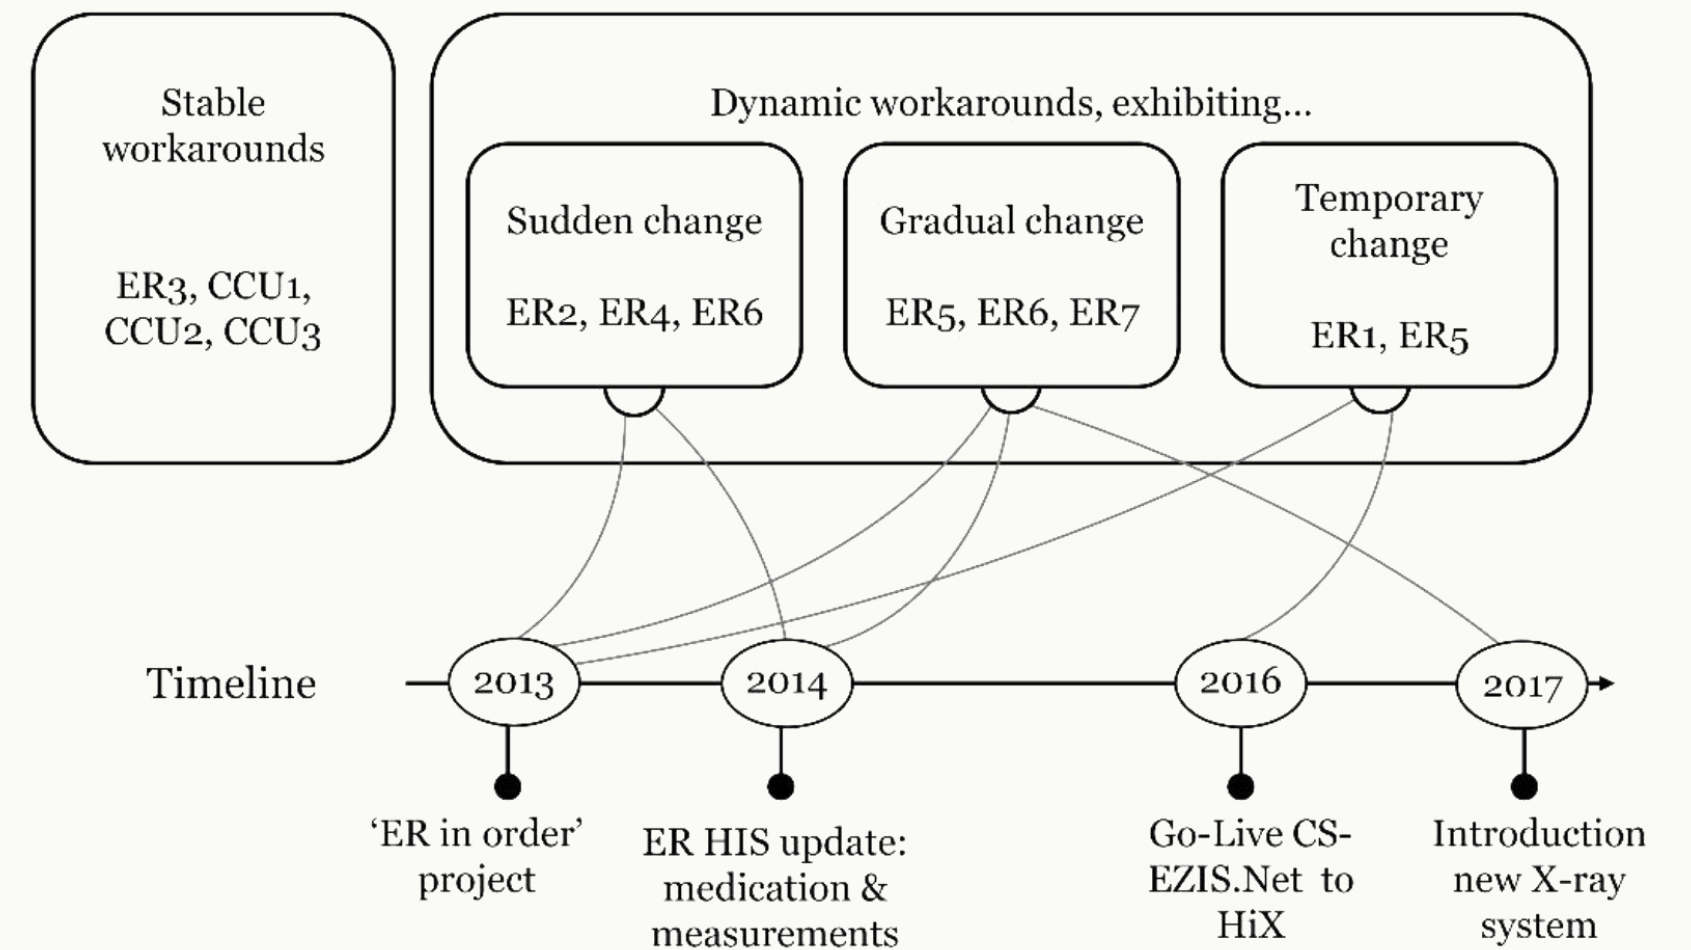 Stable
workarounds
ER3, CCU1,
CCU2, CCU3
Dynamic workarounds, exhibiting...
Sudden change
ER2, ER4, ER6
Gradual change
ER5, ER6, ER7
Temporary
change
ER1, ER5
Timeline
2013
2014
2016
2017
‘ER in order’
project
ER HIS update:
medication &
measurements
Go-Live CS-
EZIS.Net to
HiX
Introduction
new X-ray
system